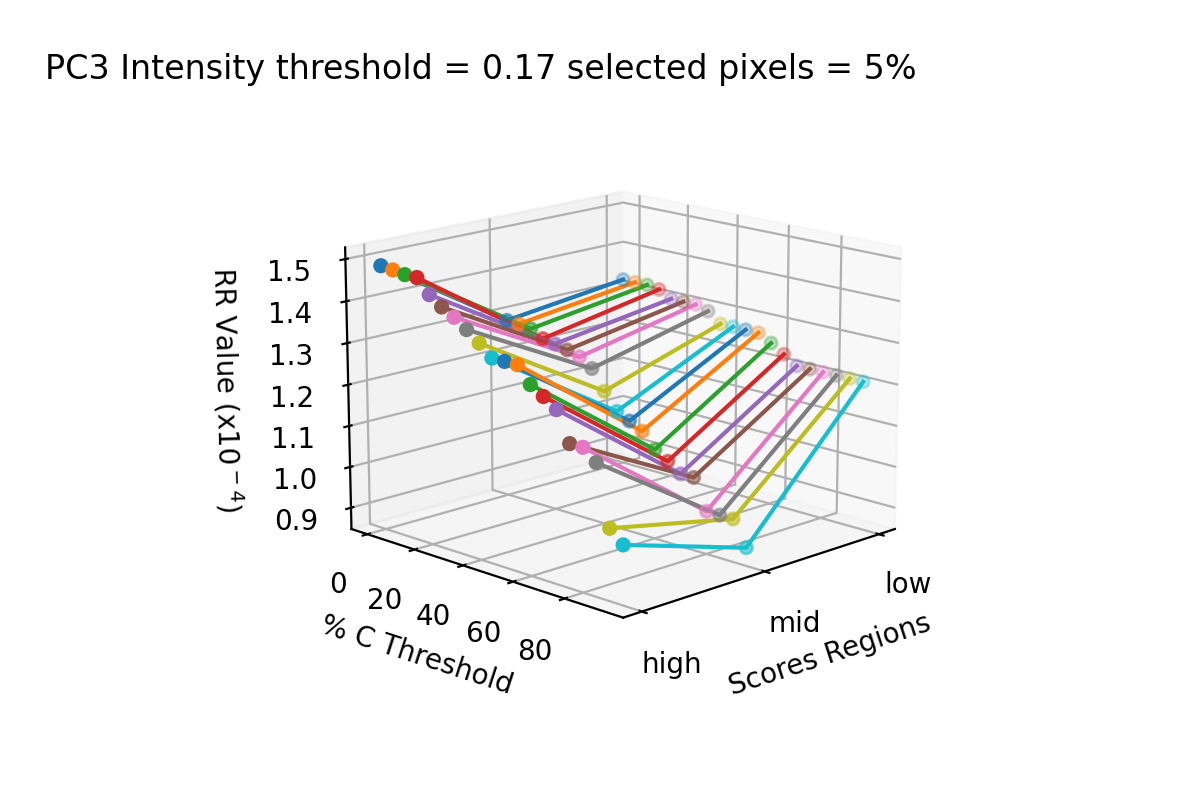 PC3 Intensity threshold = 0.17 selected pixels = 5%
RR Value (x10⁻⁴)
1.5
1.4
1.3
1.2
1.1
1.0
0.9
0
20
40
60
80
% C Threshold
high
mid
low
Scores Regions